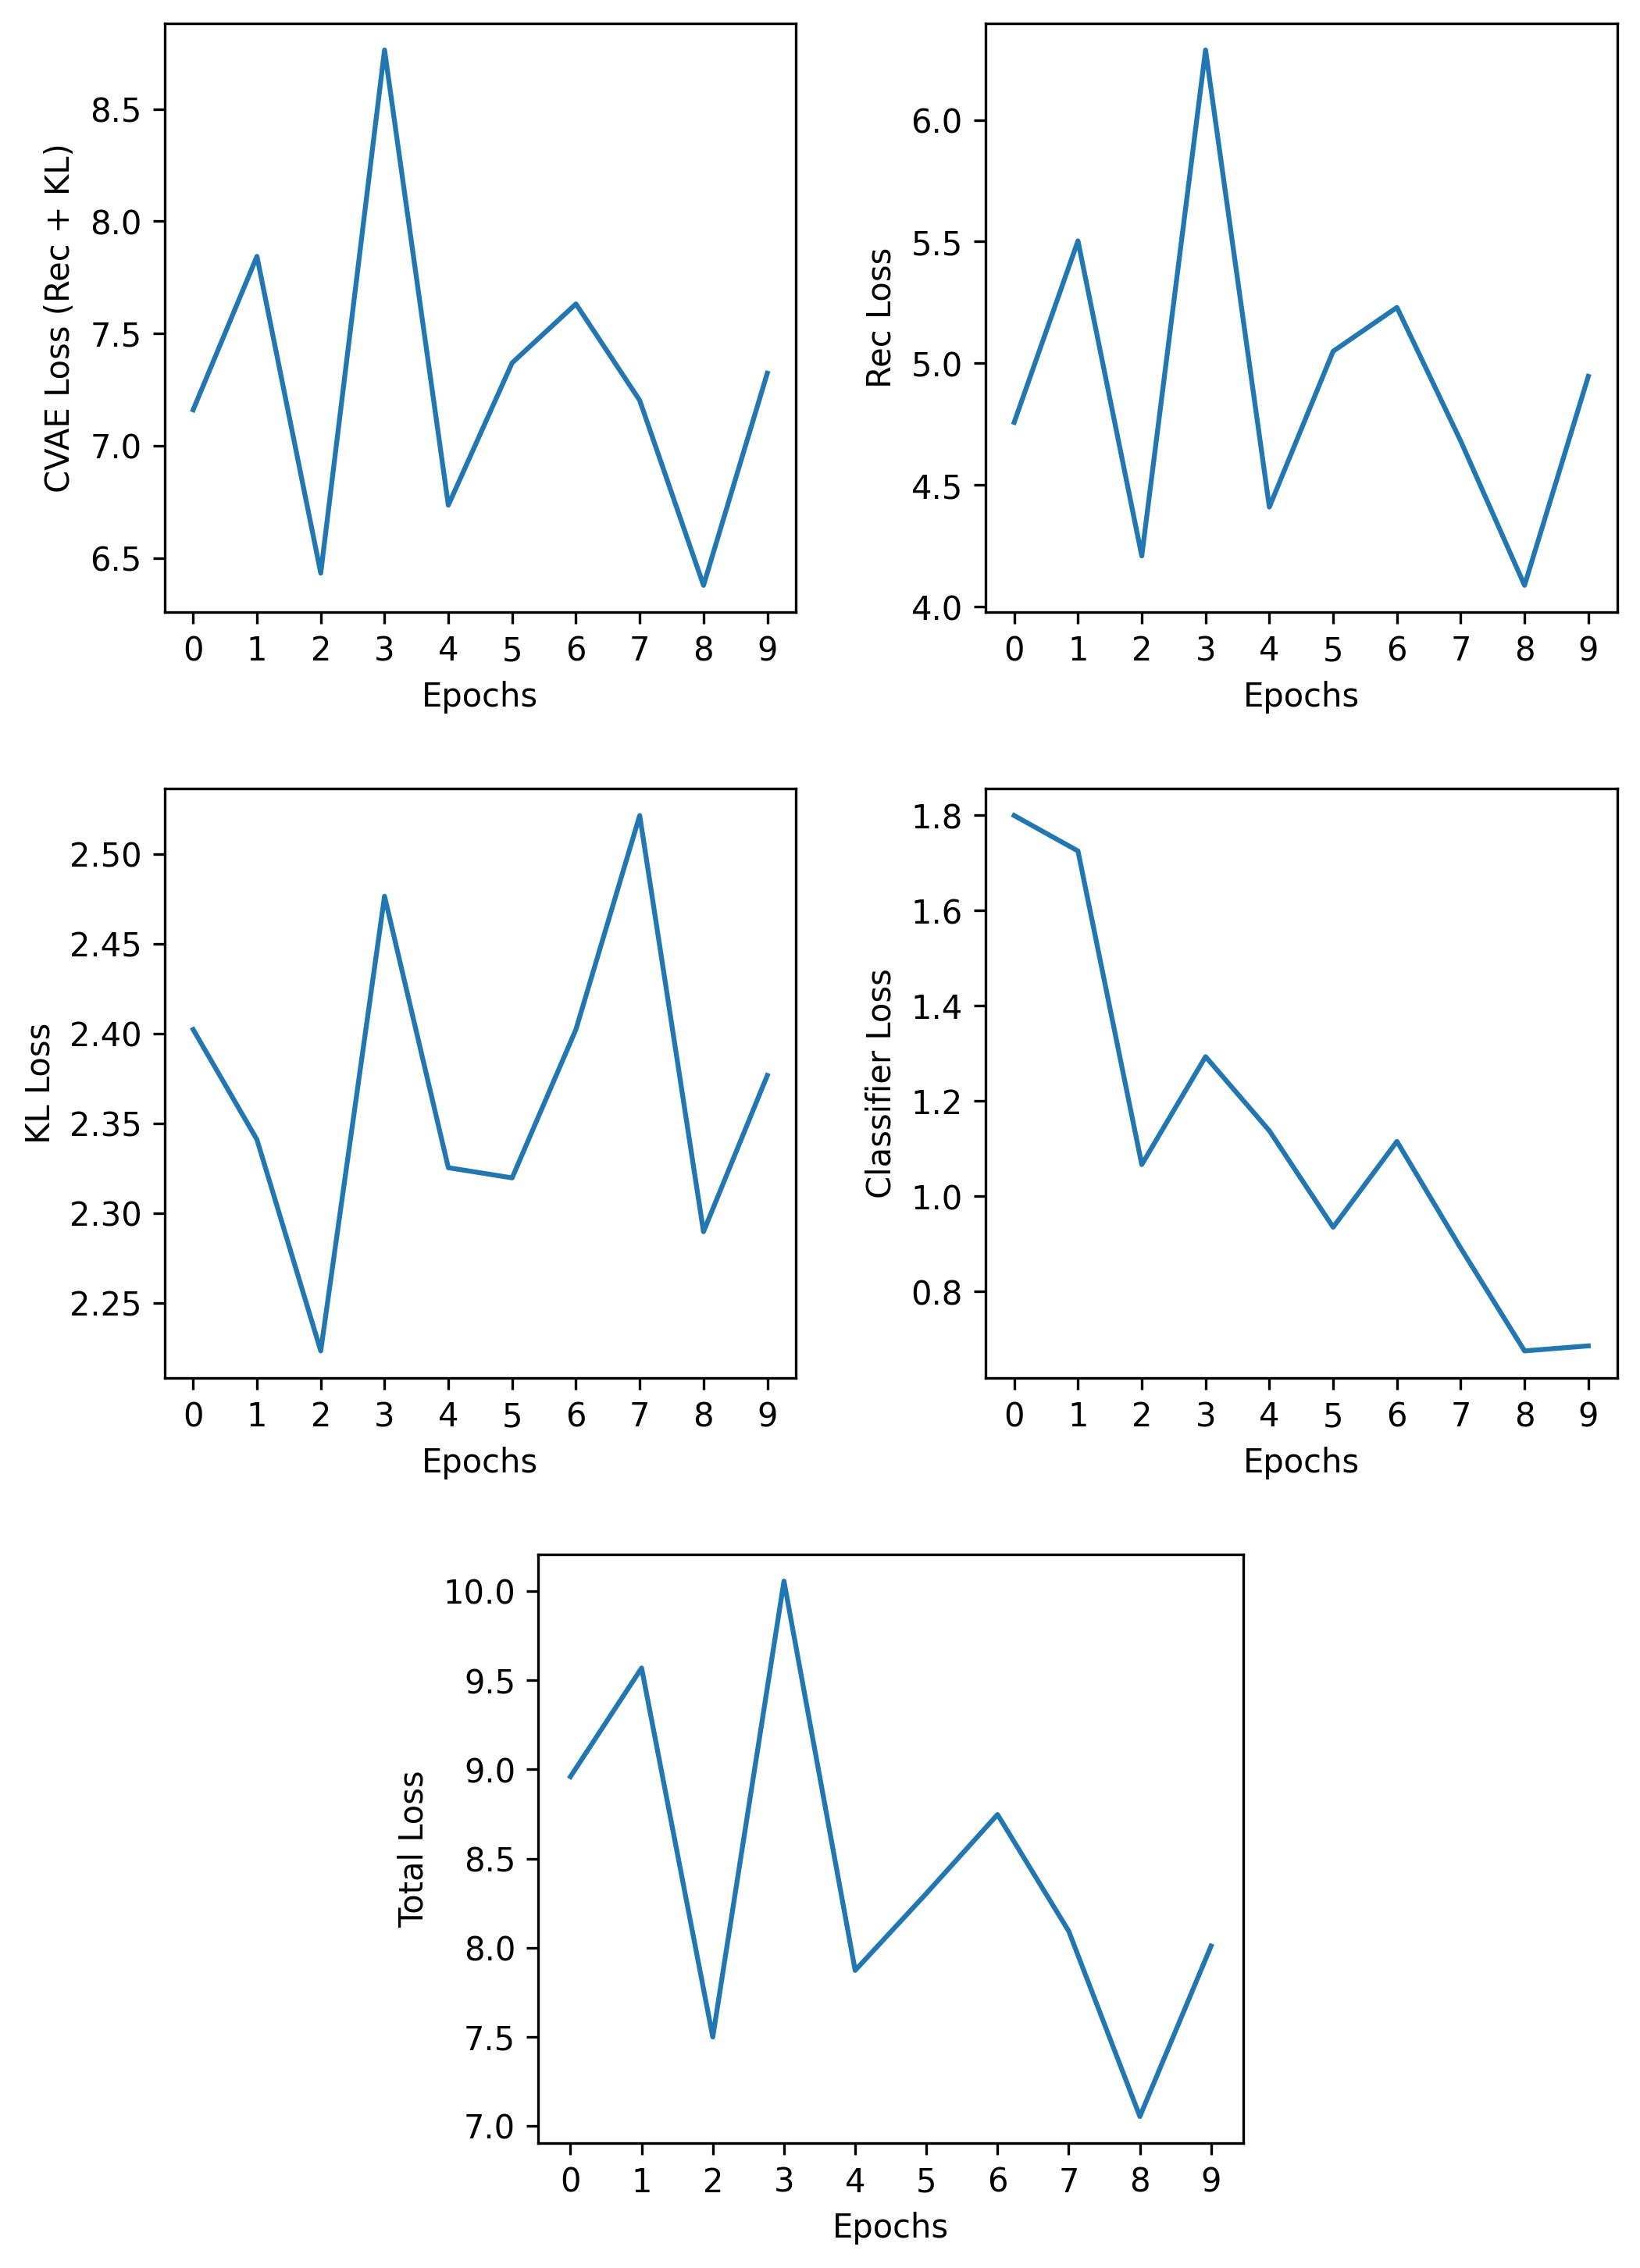 CVAE Loss (Rec + KL)
8.5
8.0
7.5
7.0
6.5
0 1 2 3 4 5 6 7 8 9
Epochs
Rec Loss
6.0
5.5
5.0
4.5
4.0
0 1 2 3 4 5 6 7 8 9
Epochs
KL Loss
2.50
2.45
2.40
2.35
2.30
2.25
0 1 2 3 4 5 6 7 8 9
Epochs
Classifier Loss
1.8
1.6
1.4
1.2
1.0
0.8
0 1 2 3 4 5 6 7 8 9
Epochs
Total Loss
10.0
9.5
9.0
8.5
8.0
7.5
7.0
0 1 2 3 4 5 6 7 8 9
Epochs